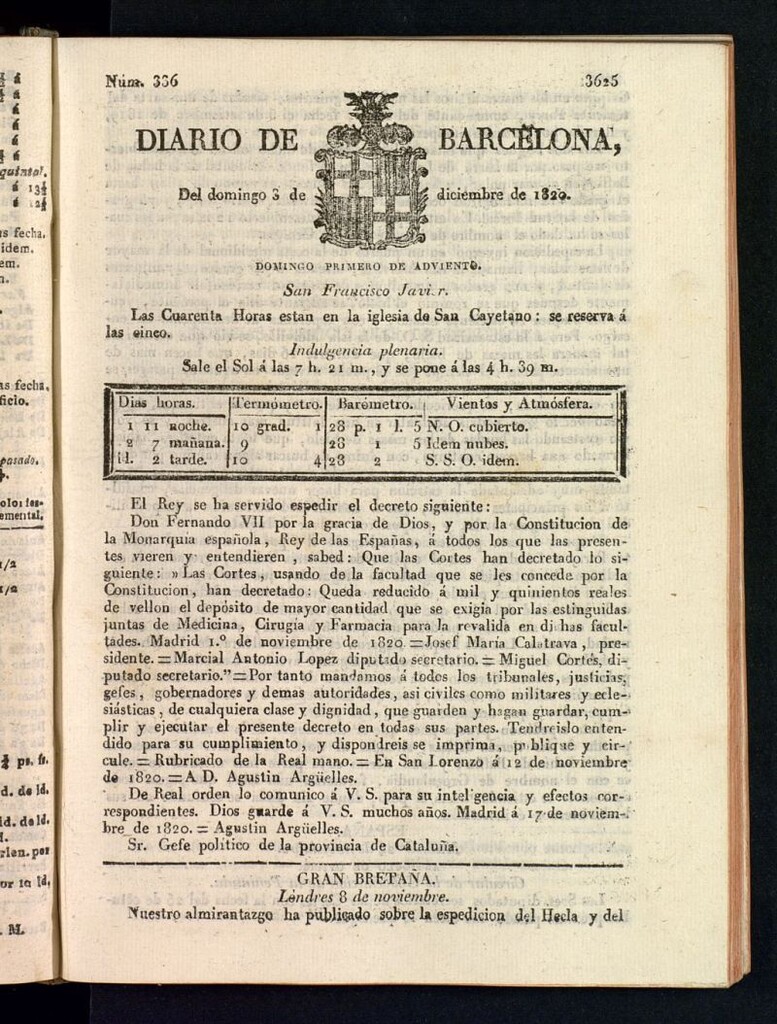 Núm. 336 3625
DIARIO DE BARCELONA,
Del domingo 3 de diciembre de 1820.
DOMINGO PRIMERO DE ADVIENTO.
San Francisco Javi.r.
Las Cuarenta Horas estan en la iglesia de San Cayetano: se reserva á
las cinco.
Indulgencia plenaria.
Sale el Sol á las 7 h. 21 m., y se pone á las 4 h. 39 m.
Dias horas. Termómetro. Barómetro. Vientos y Atmósfera.
1 11 noche. 10 grad. 1 28 p. 1 l. 5 N. O. cubierto.
2 7 mañana. 9 28 1 5 Idem nubes.
id. 2 tarde. 10 4 28 2 S. S. O. idem.
El Rey se ha servido espedir el decreto siguiente:
Don Fernando VII por la gracia de Dios, y por la Constitucion de
la Monarquía española, Rey de las Españas, á todos los que las presen-
tes vieren y entendieren, sabed: Que las Cortes han decretado lo si-
guiente: » Las Cortes, usando de la facultad que se les concede por la
Constitucion, han decretado: Queda reducido á mil y quinientos reales
de vellon el depósito de mayor cantidad que se exigia por las estinguidas
juntas de Medicina, Cirugía y Farmacia para la revalida en di has facul-
tades. Madrid 1.º de noviembre de 1820.=Josef María Calatrava, pre-
sidente.=Marcial Antonio Lopez diputado secretario.= Miguel Cortés, di-
putado secretario."=Por tanto mandamos á todos los tribunales, justicias,
gefes, gobernadores y demas autoridades, asi civiles como militares y ecle-
siásticas, de cualquiera clase y dignidad, que guarden y hagan guardar, cum-
plir y ejecutar el presente decreto en todas sus partes. Tendreislo enten-
dido para su cumplimiento, y dispondreis se imprima, publique y cir-
cule.= Rubricado de la Real mano.= En San Lorenzo á 12 de noviembre
de 1820.=A D. Agustin Argüelles.
De Real orden lo comunico á V. S. para su inteligencia y efectos cor-
respondientes. Dios guarde á V. S. muchos años. Madrid á 17 de noviem-
bre de 1820.= Agustin Argüelles.
Sr. Gefe político de la provincia de Cataluña.
GRAN BRETAÑA.
Lóndres 8 de noviembre.
Nuestro almirantazgo ha publicado sobre la espedicion del Hecla y del